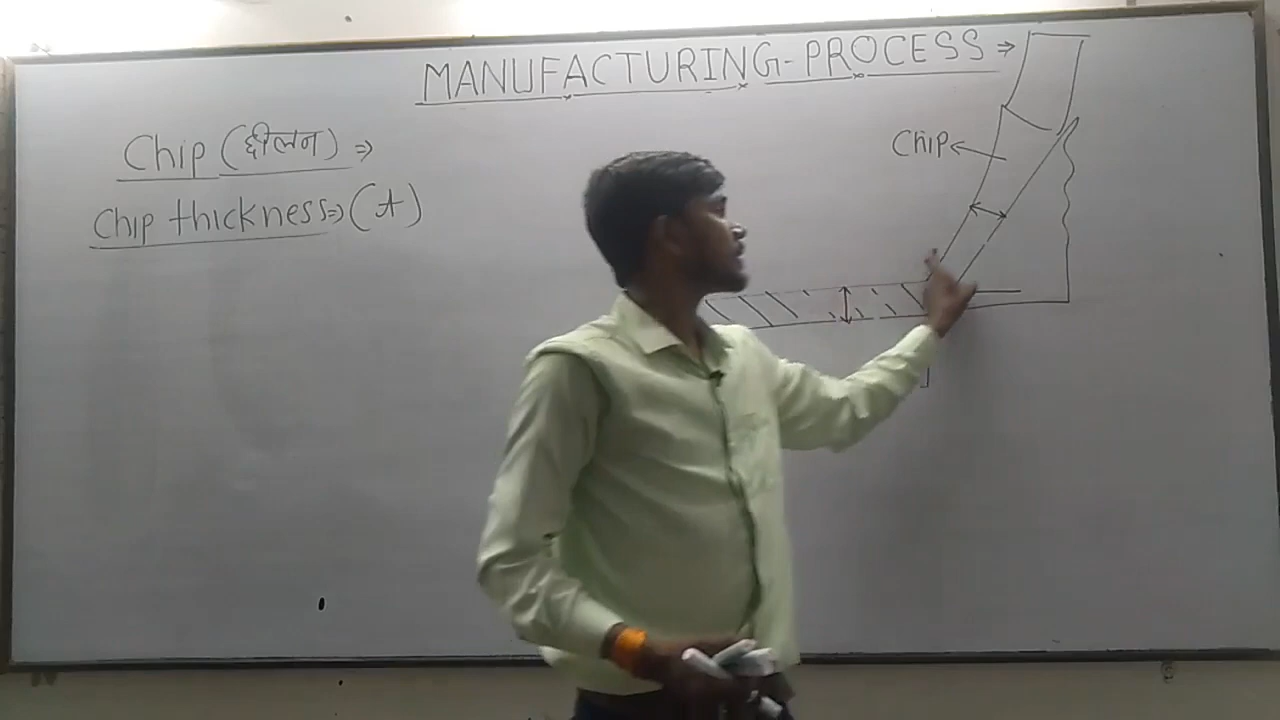 MANUFACTURING-PROCESS ⇒
Chip (छीलन) ⇒
Chip thickness ⇒ (t)
Chip